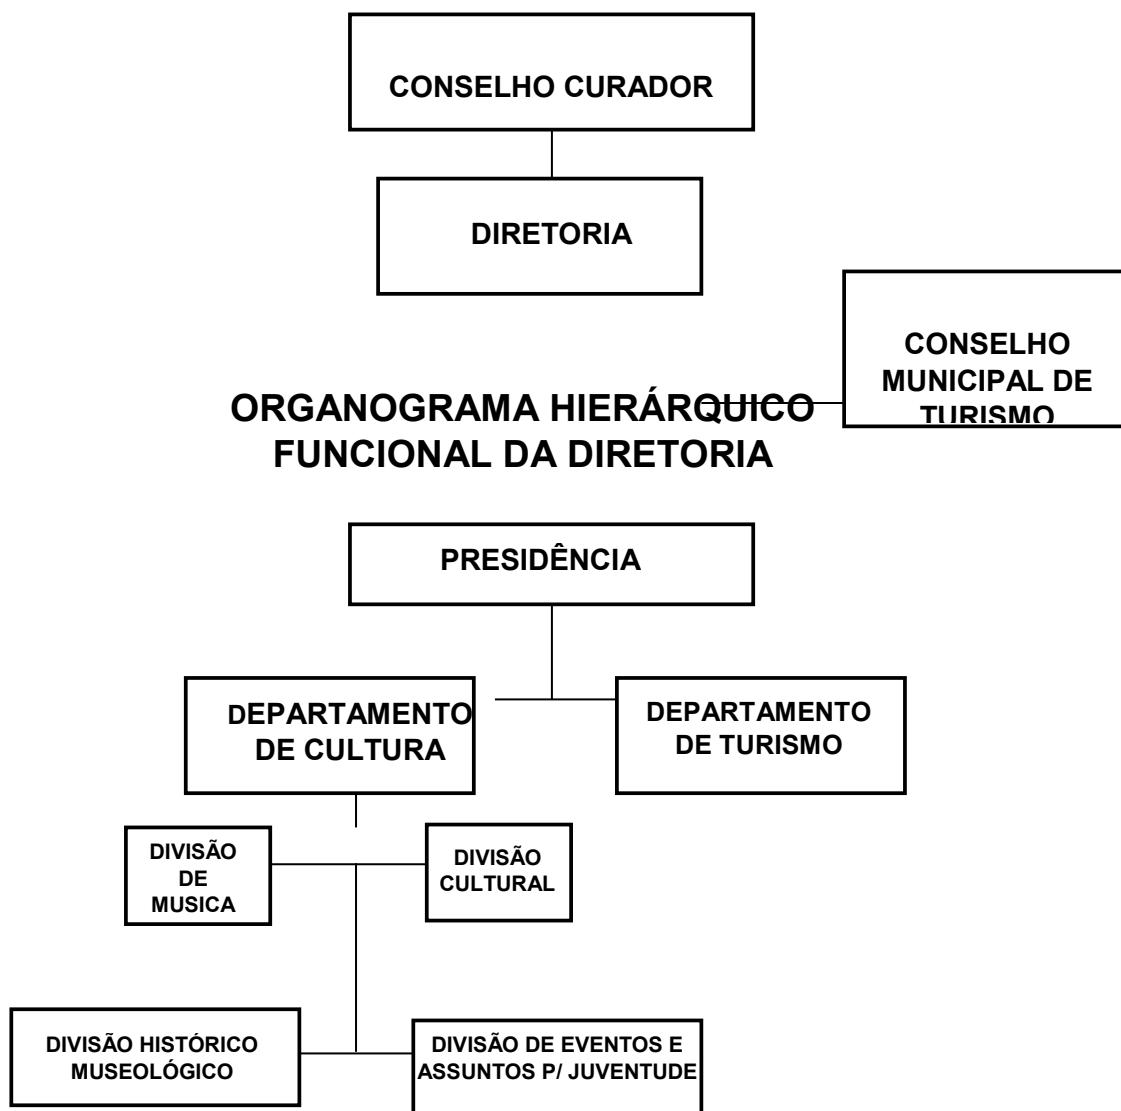 CONSELHO CURADOR
DIRETORIA
CONSELHO
MUNICIPAL DE
TURISMO
ORGANOGRAMA HIERÁRQUICO
FUNCIONAL DA DIRETORIA
PRESIDÊNCIA
DEPARTAMENTO
DE CULTURA
DEPARTAMENTO
DE TURISMO
DIVISÃO
DE
MUSICA
DIVISÃO
CULTURAL
DIVISÃO HISTÓRICO
MUSEOLÓGICO
DIVISÃO DE EVENTOS E
ASSUNTOS P/ JUVENTUDE